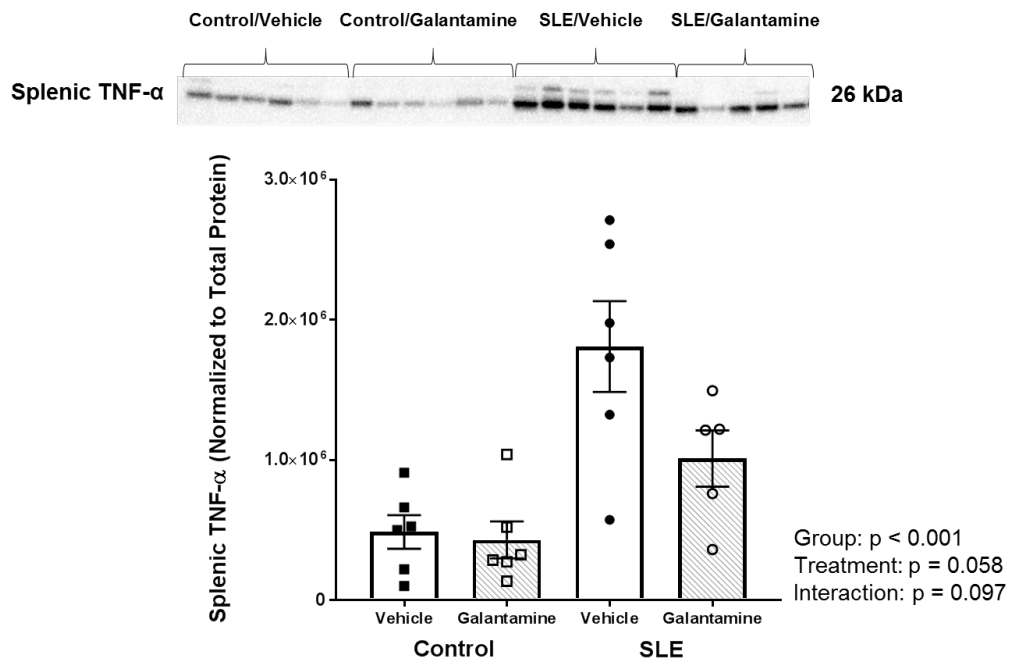 Control/Vehicle Control/Galantamine SLE/Vehicle SLE/Galantamine
Splenic TNF-α 26 kDa
Splenic TNF-α (Normalized to Total Protein)
3.0×10⁶
2.0×10⁶
1.0×10⁶
0
Vehicle Galantamine Vehicle Galantamine
Control SLE
Group: p < 0.001
Treatment: p = 0.058
Interaction: p = 0.097